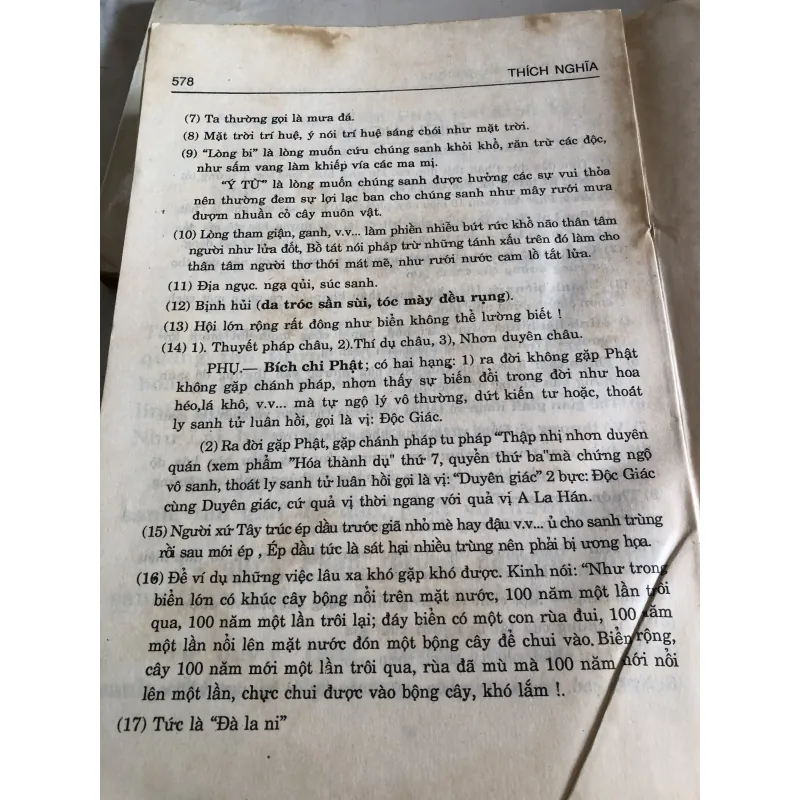 578
THÍCH NGHĨA
(7) Ta thường gọi là mưa đá.
(8) Mặt trời trí huệ, ý nói trí huệ sáng chói như mặt trời.
(9) "Lòng bi" là lòng muốn cứu chúng sanh khỏi khổ, răn trừ các độc,
như sấm vang làm khiếp vía các ma mị.
"Ý TỪ" là lòng muốn chúng sanh được hưởng các sự vui thỏa
nên thường đem sự lợi lạc ban cho chúng sanh như mây rưới mưa
đượm nhuần cỏ cây muôn vật.
(10) Lòng tham giận, ganh, v.v... làm phiền nhiễu bứt rức khổ não thân tâm
người như lửa đốt, Bồ tát nói pháp trừ những tánh xấu trên đó làm cho
thân tâm người thơ thới mát mẽ, như rưới nước cam lồ tắt lửa.
(11) Địa ngục. ngạ qủi, súc sanh.
(12) Bịnh hủi (da tróc sần sùi, tóc mày đều rụng).
(13) Hội lớn rộng rất đông như biển không thể lường biết !
(14) 1). Thuyết pháp châu, 2).Thí dụ châu, 3), Nhơn duyên châu.
PHỤ.— Bích chi Phật; có hai hạng: 1) ra đời không gặp Phật
không gặp chánh pháp, nhơn thấy sự biến đổi trong đời như hoa
héo,lá khô, v.v... mà tự ngộ lý vô thường, dứt kiến tư hoặc, thoát
ly sanh tử luân hồi, gọi là vị: Độc Giác.
(2) Ra đời gặp Phật, gặp chánh pháp tu pháp "Thập nhị nhơn duyên
quán (xem phẩm "Hóa thành dụ" thứ 7, quyển thứ ba"mà chứng ngộ
vô sanh, thoát ly sanh tử luân hồi gọi là vị: "Duyên giác" 2 bực: Độc Giác
cùng Duyên giác, cứ quả vị thời ngang với quả vị A La Hán.
(15) Người xứ Tây trúc ép dầu trước giã nhỏ mè hay đậu v.v... ủ cho sanh trùng
rồi sau mới ép , Ép dầu tức là sát hại nhiều trùng nên phải bị ương họa.
(16) Để ví dụ những việc lâu xa khó gặp khó được. Kinh nói: "Như trong
biển lớn có khúc cây bộng nổi trên mặt nước, 100 năm một lần trôi
qua, 100 năm một lần trôi lại; đáy biển có một con rùa đui, 100 năm
một lần nổi lên mặt nước đón một bộng cây để chui vào. Biển rộng,
cây 100 năm mới một lần trôi qua, rùa đã mù mà 100 năm mới nổi
lên một lần, chực chui được vào bộng cây, khó lắm !.
(17) Tức là "Đà la ni"